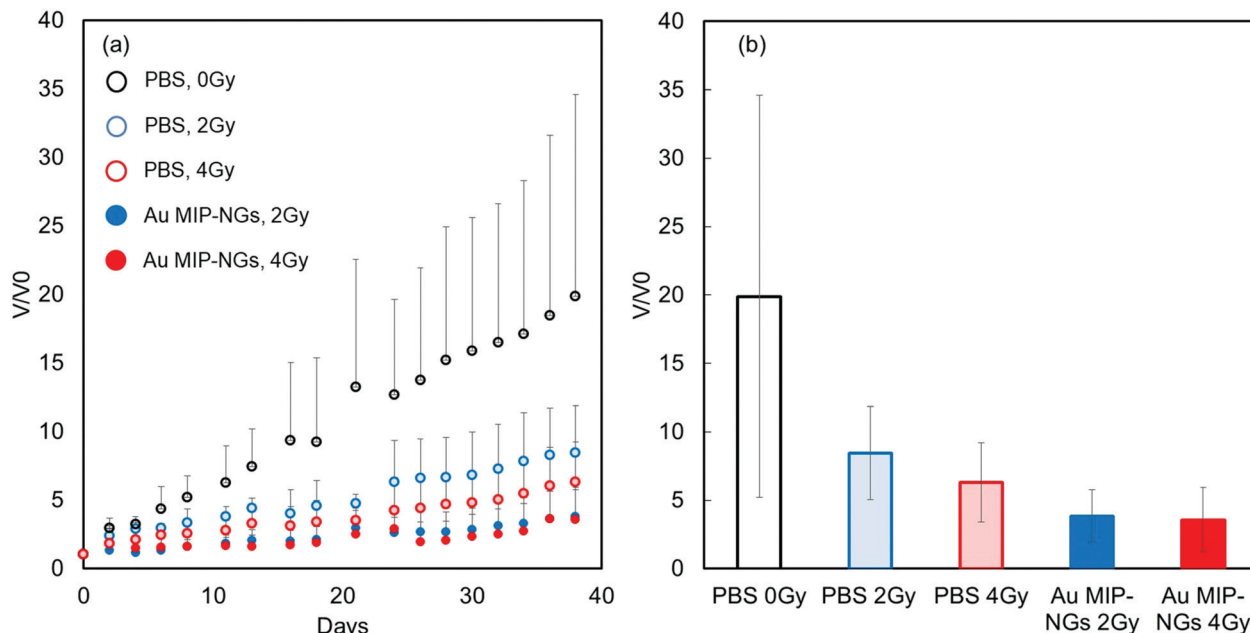 (a)
PBS, 0Gy
PBS, 2Gy
PBS, 4Gy
Au MIP-NGs, 2Gy
Au MIP-NGs, 4Gy
V/V0
40
35
30
25
20
15
10
5
0
0 10 20 30 40
Days
(b)
V/V0
40
35
30
25
20
15
10
5
0
PBS 0Gy PBS 2Gy PBS 4Gy Au MIP- Au MIP-
NGs 2Gy NGs 4Gy